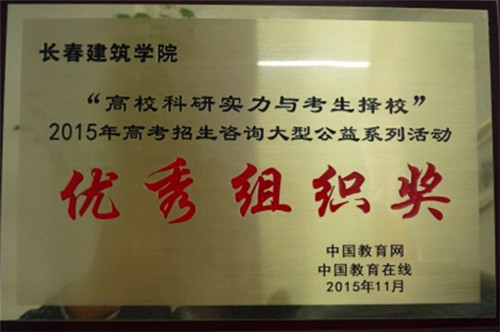 长春建筑学院
“高校科研实力与考生择校”
2015年高考招生咨询大型公益系列活动
优秀组织奖
中国教育网
中国教育在线
2015年11月